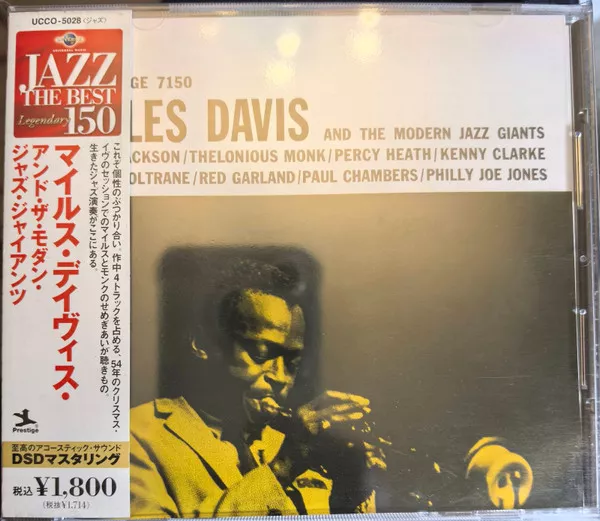 UCCO-5028〈ジャズ〉
UNIVERSAL MUSIC
JAZZ
THE BEST
Legendary 150
マイルス・デイヴィス・
アンド・ザ・モダン・
ジャズ・ジャイアンツ
これぞ個性のぶつかり合い。作中4トラックを占める、54年のクリスマス・
イヴのセッションでのマイルスとモンクのせめぎあいが聴きもの。
生きたジャズ演奏がここにある。
Prestige
至高のアコースティック・サウンド
DSDマスタリング
税込 ¥1,800
(税抜¥1,714)
GE 7150
LES DAVIS AND THE MODERN JAZZ GIANTS
ACKSON/THELONIOUS MONK/PERCY HEATH/KENNY CLARKE
OLTRANE/RED GARLAND/PAUL CHAMBERS/PHILLY JOE JONES